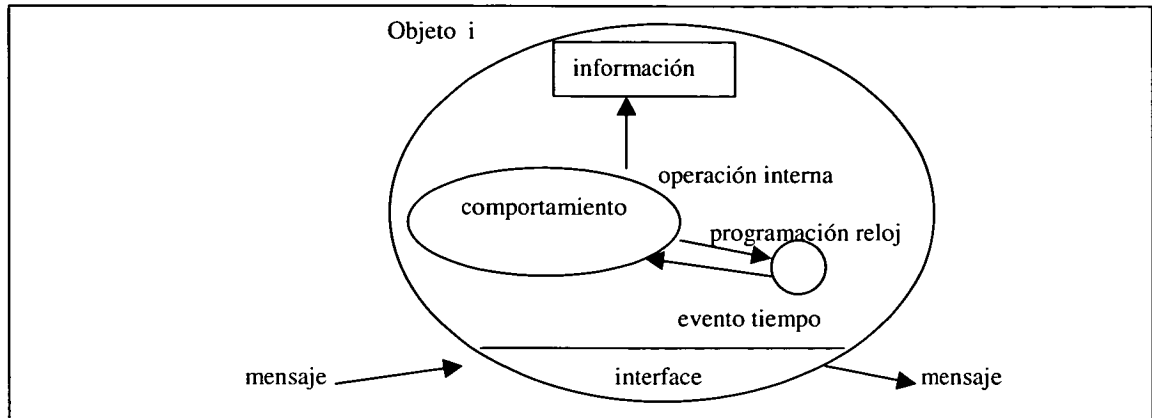 Objeto i
información
operación interna
comportamiento
programación reloj
evento tiempo
mensaje
interface
mensaje